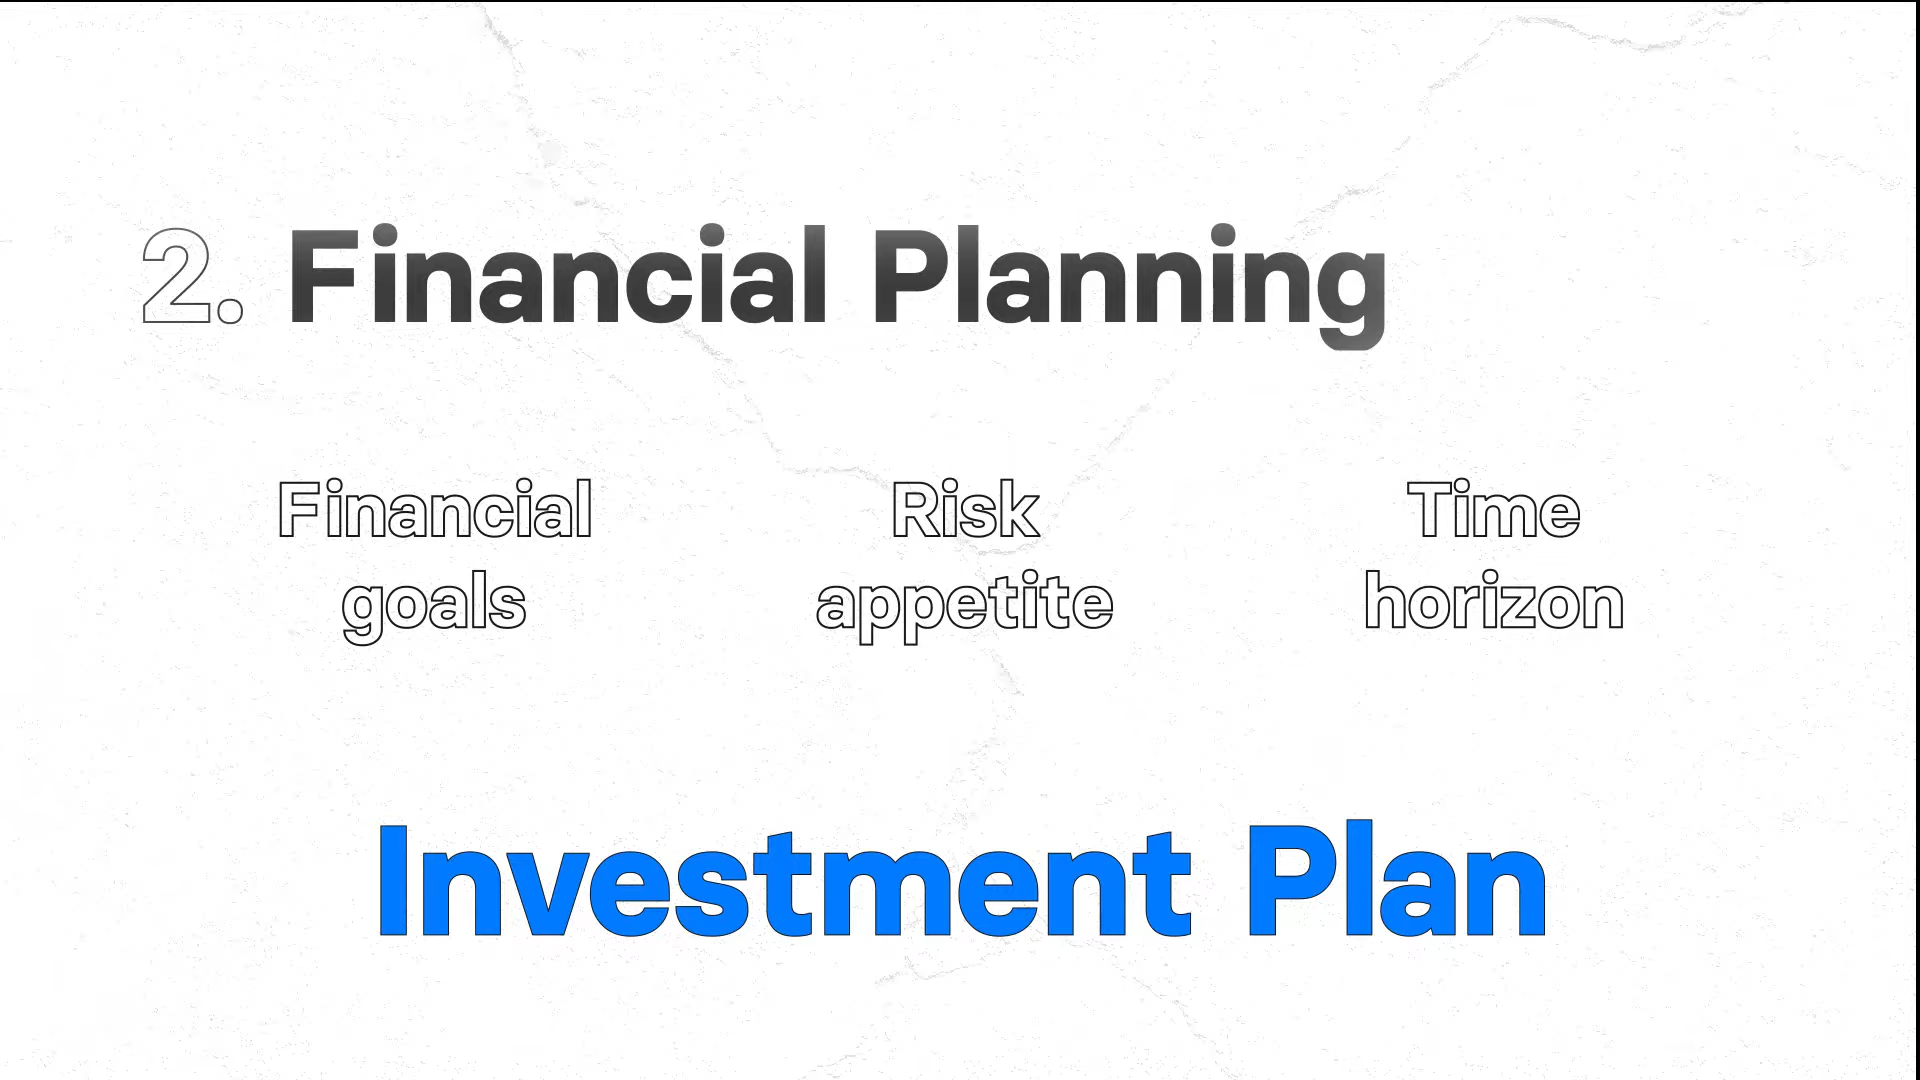 2. Financial Planning
Financial
goals
Risk
appetite
Time
horizon
Investment Plan